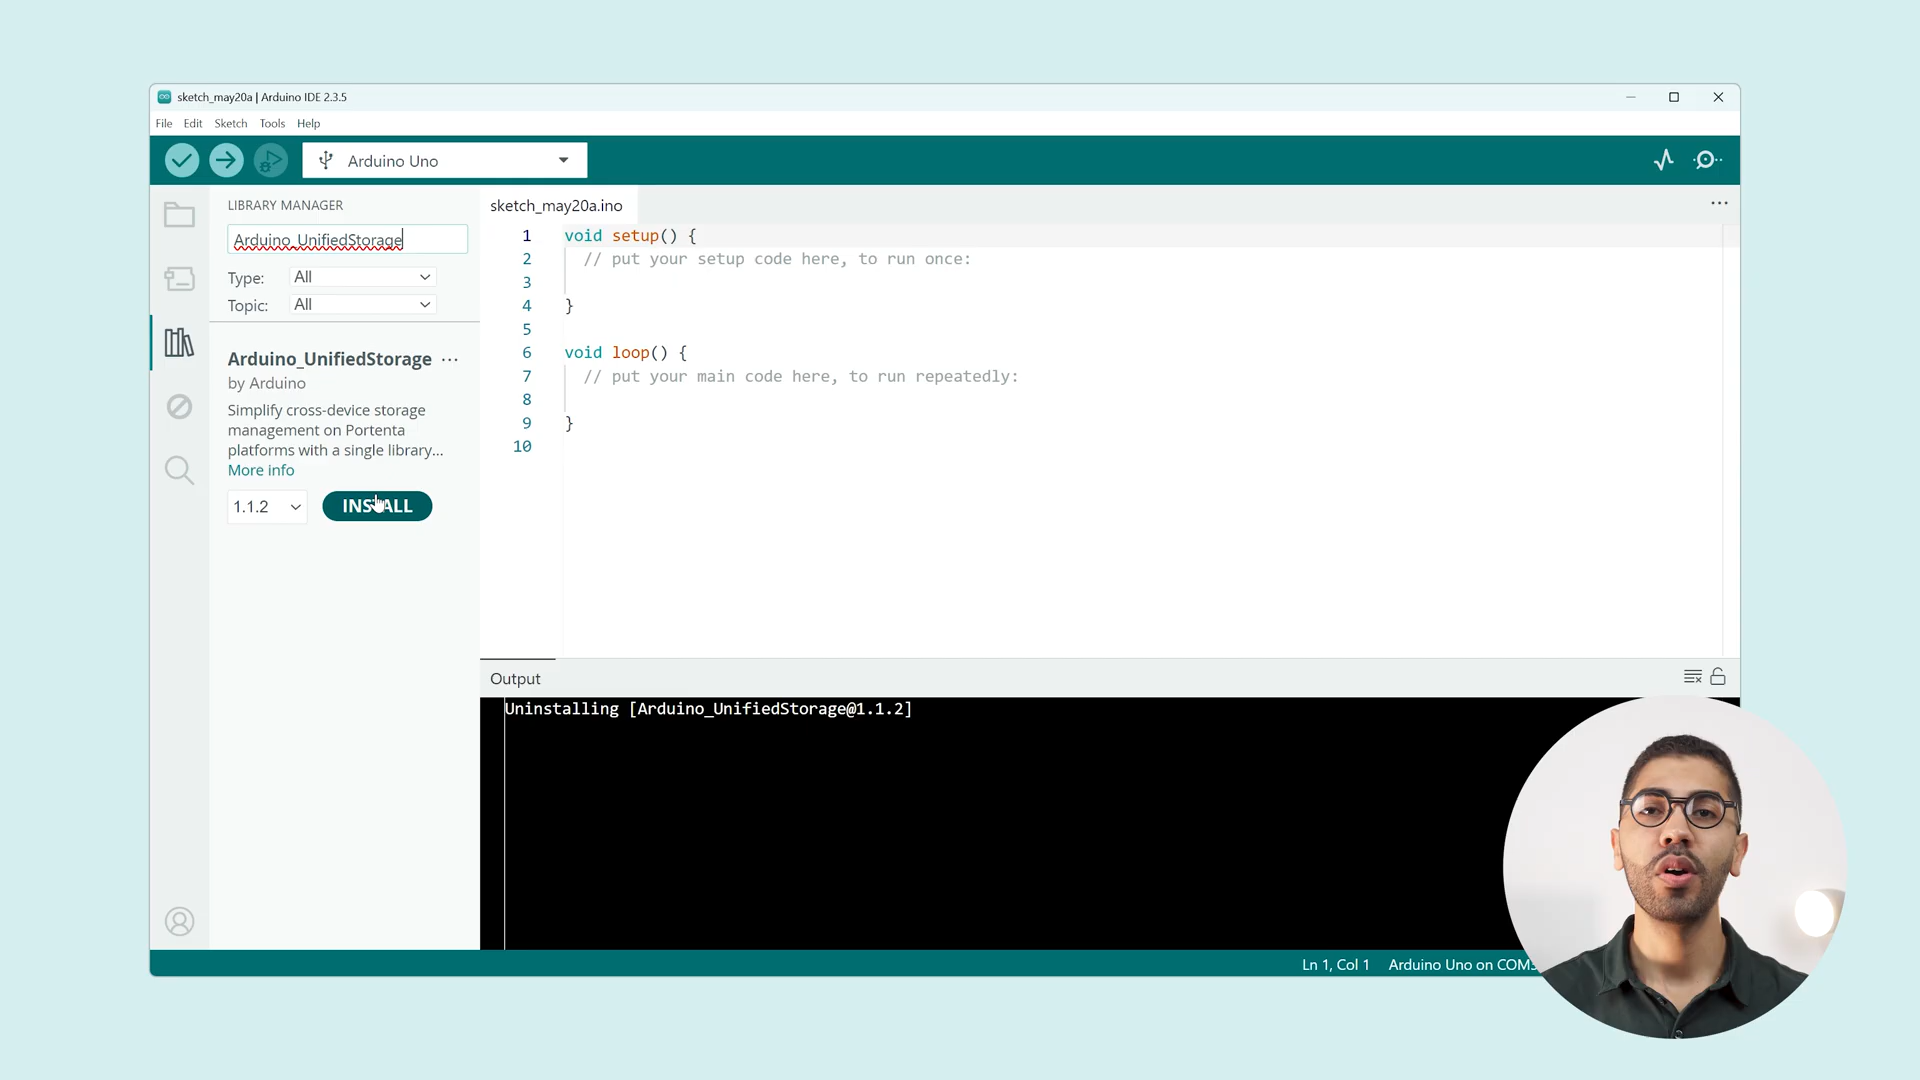 sketch_may20a | Arduino IDE 2.3.5
File Edit Sketch Tools Help
Arduino Uno
LIBRARY MANAGER
Arduino_UnifiedStorage
Type: All
Topic: All
Arduino_UnifiedStorage ...
by Arduino
Simplify cross-device storage
management on Portenta
platforms with a single library...
More info
1.1.2 INSTALL
sketch_may20a.ino
1 void setup() {
2 // put your setup code here, to run once:
3
4 }
5
6 void loop() {
7 // put your main code here, to run repeatedly:
8
9 }
10
Output
Uninstalling [Arduino_UnifiedStorage@1.1.2]
Ln 1, Col 1 Arduino Uno on